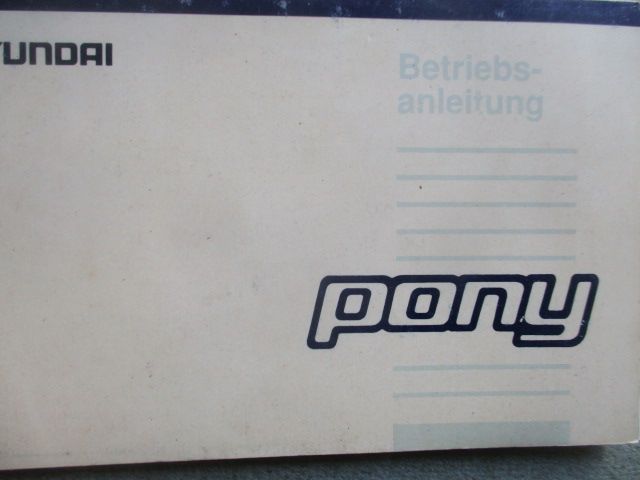 YUNDAI
Betriebs-
anleitung
pony